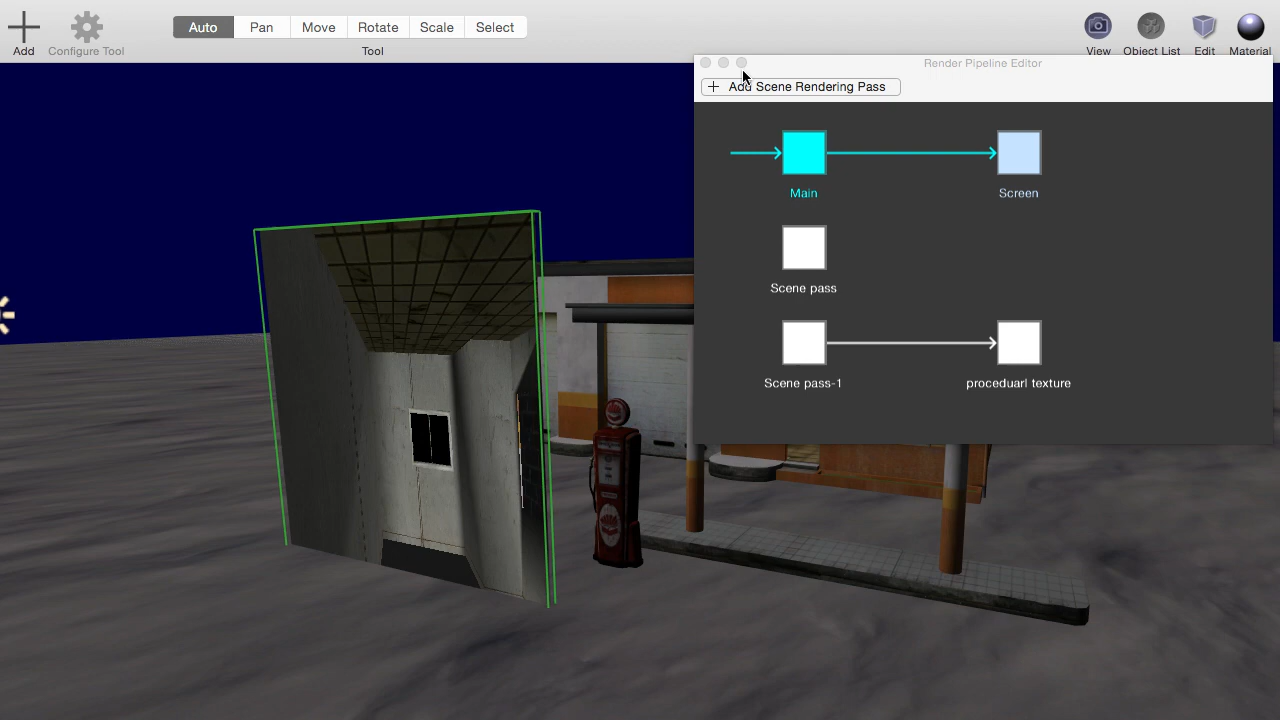 Add
Configure Tool
Auto
Pan
Move
Rotate
Scale
Select
Tool
View
Object List
Edit
Material
Render Pipeline Editor
Add Scene Rendering Pass
Main
Screen
Scene pass
Scene pass-1
proceduarl texture